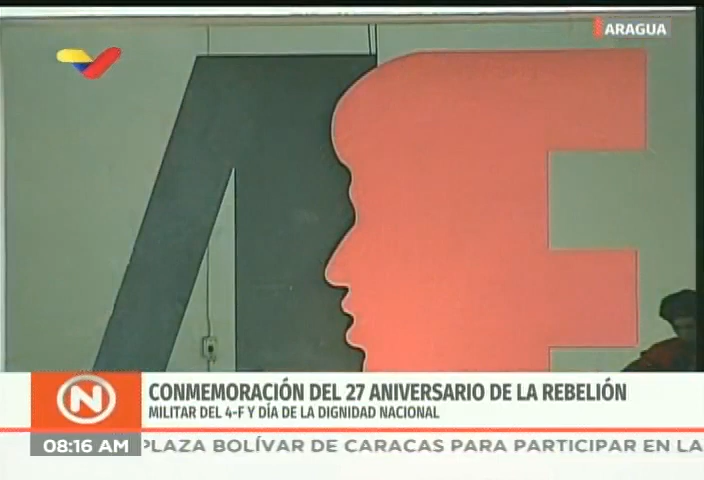 ARAGUA
4F
N
CONMEMORACIÓN DEL 27 ANIVERSARIO DE LA REBELIÓN
MILITAR DEL 4-F Y DÍA DE LA DIGNIDAD NACIONAL
08:16 AM PLAZA BOLÍVAR DE CARACAS PARA PARTICIPAR EN LA